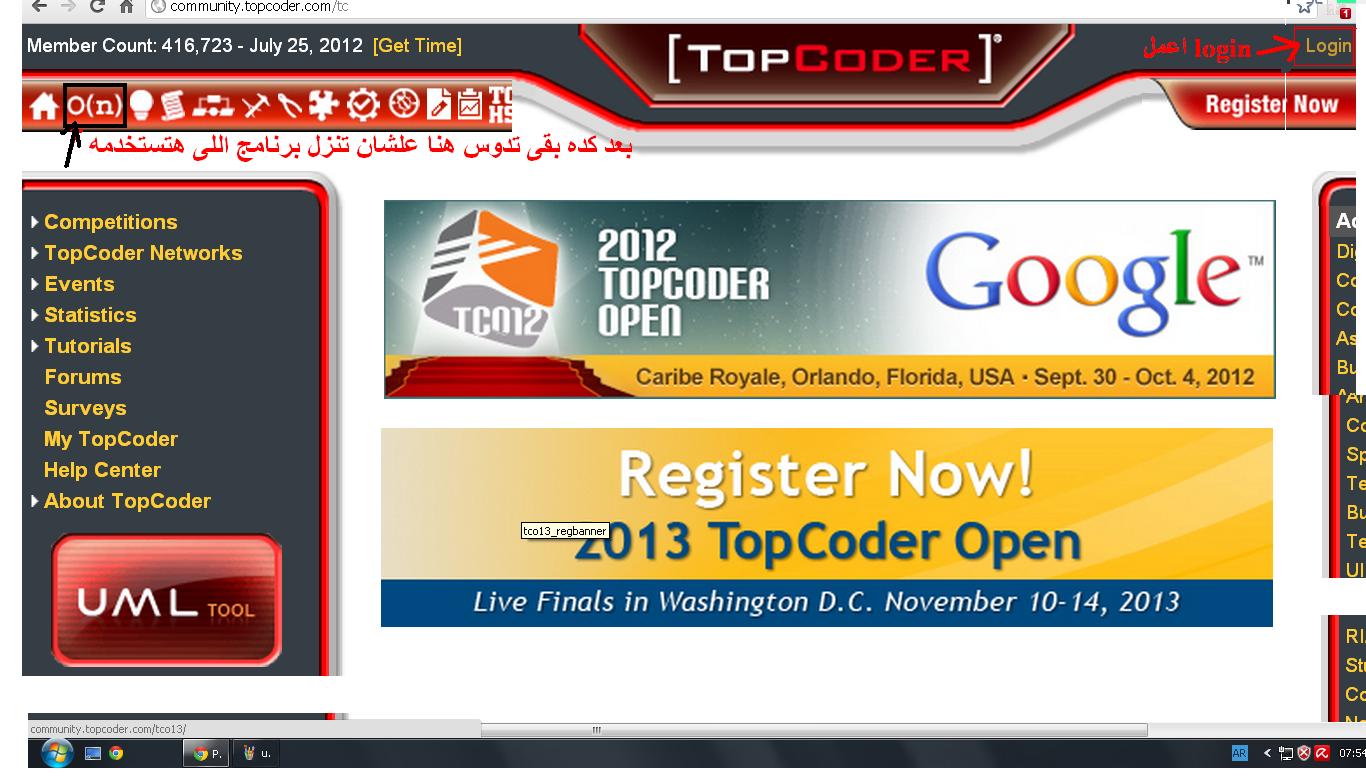 community.topcoder.com/tc
Member Count: 416,723 - July 25, 2012 [Get Time]
[TOPCODER]®
اعمل login
Login
O(n)
TC
HS
Register Now
بعد كده بقى تدوس هنا علشان تنزل برنامج اللى هتستخدمه
Competitions
TopCoder Networks
Events
Statistics
Tutorials
Forums
Surveys
My TopCoder
Help Center
About TopCoder
UML TOOL
TCO12
2012
TOPCODER
OPEN
Google™
Caribe Royale, Orlando, Florida, USA • Sept. 30 - Oct. 4, 2012
Register Now!
tco13_regbanner
2013 TopCoder Open
Live Finals in Washington D.C. November 10-14, 2013
community.topcoder.com/tco13/
P.
u.
AR
07:54